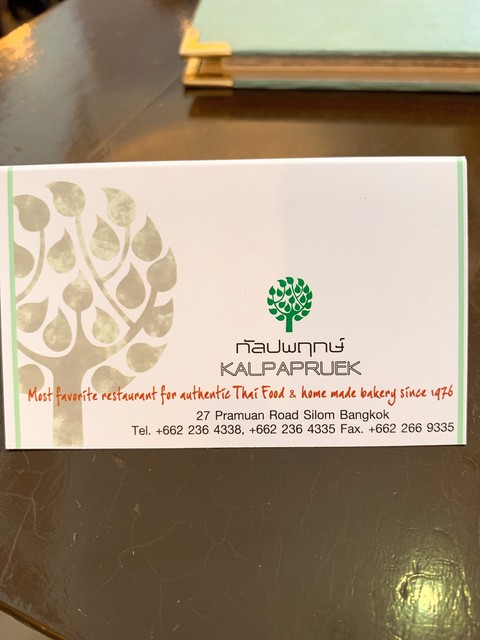 กัลปพฤกษ์
KALPAPRUEK
Most favorite restaurant for authentic Thai Food & home made bakery since 1976
27 Pramuan Road Silom Bangkok
Tel. +662 236 4338, +662 236 4335 Fax. +662 266 9335